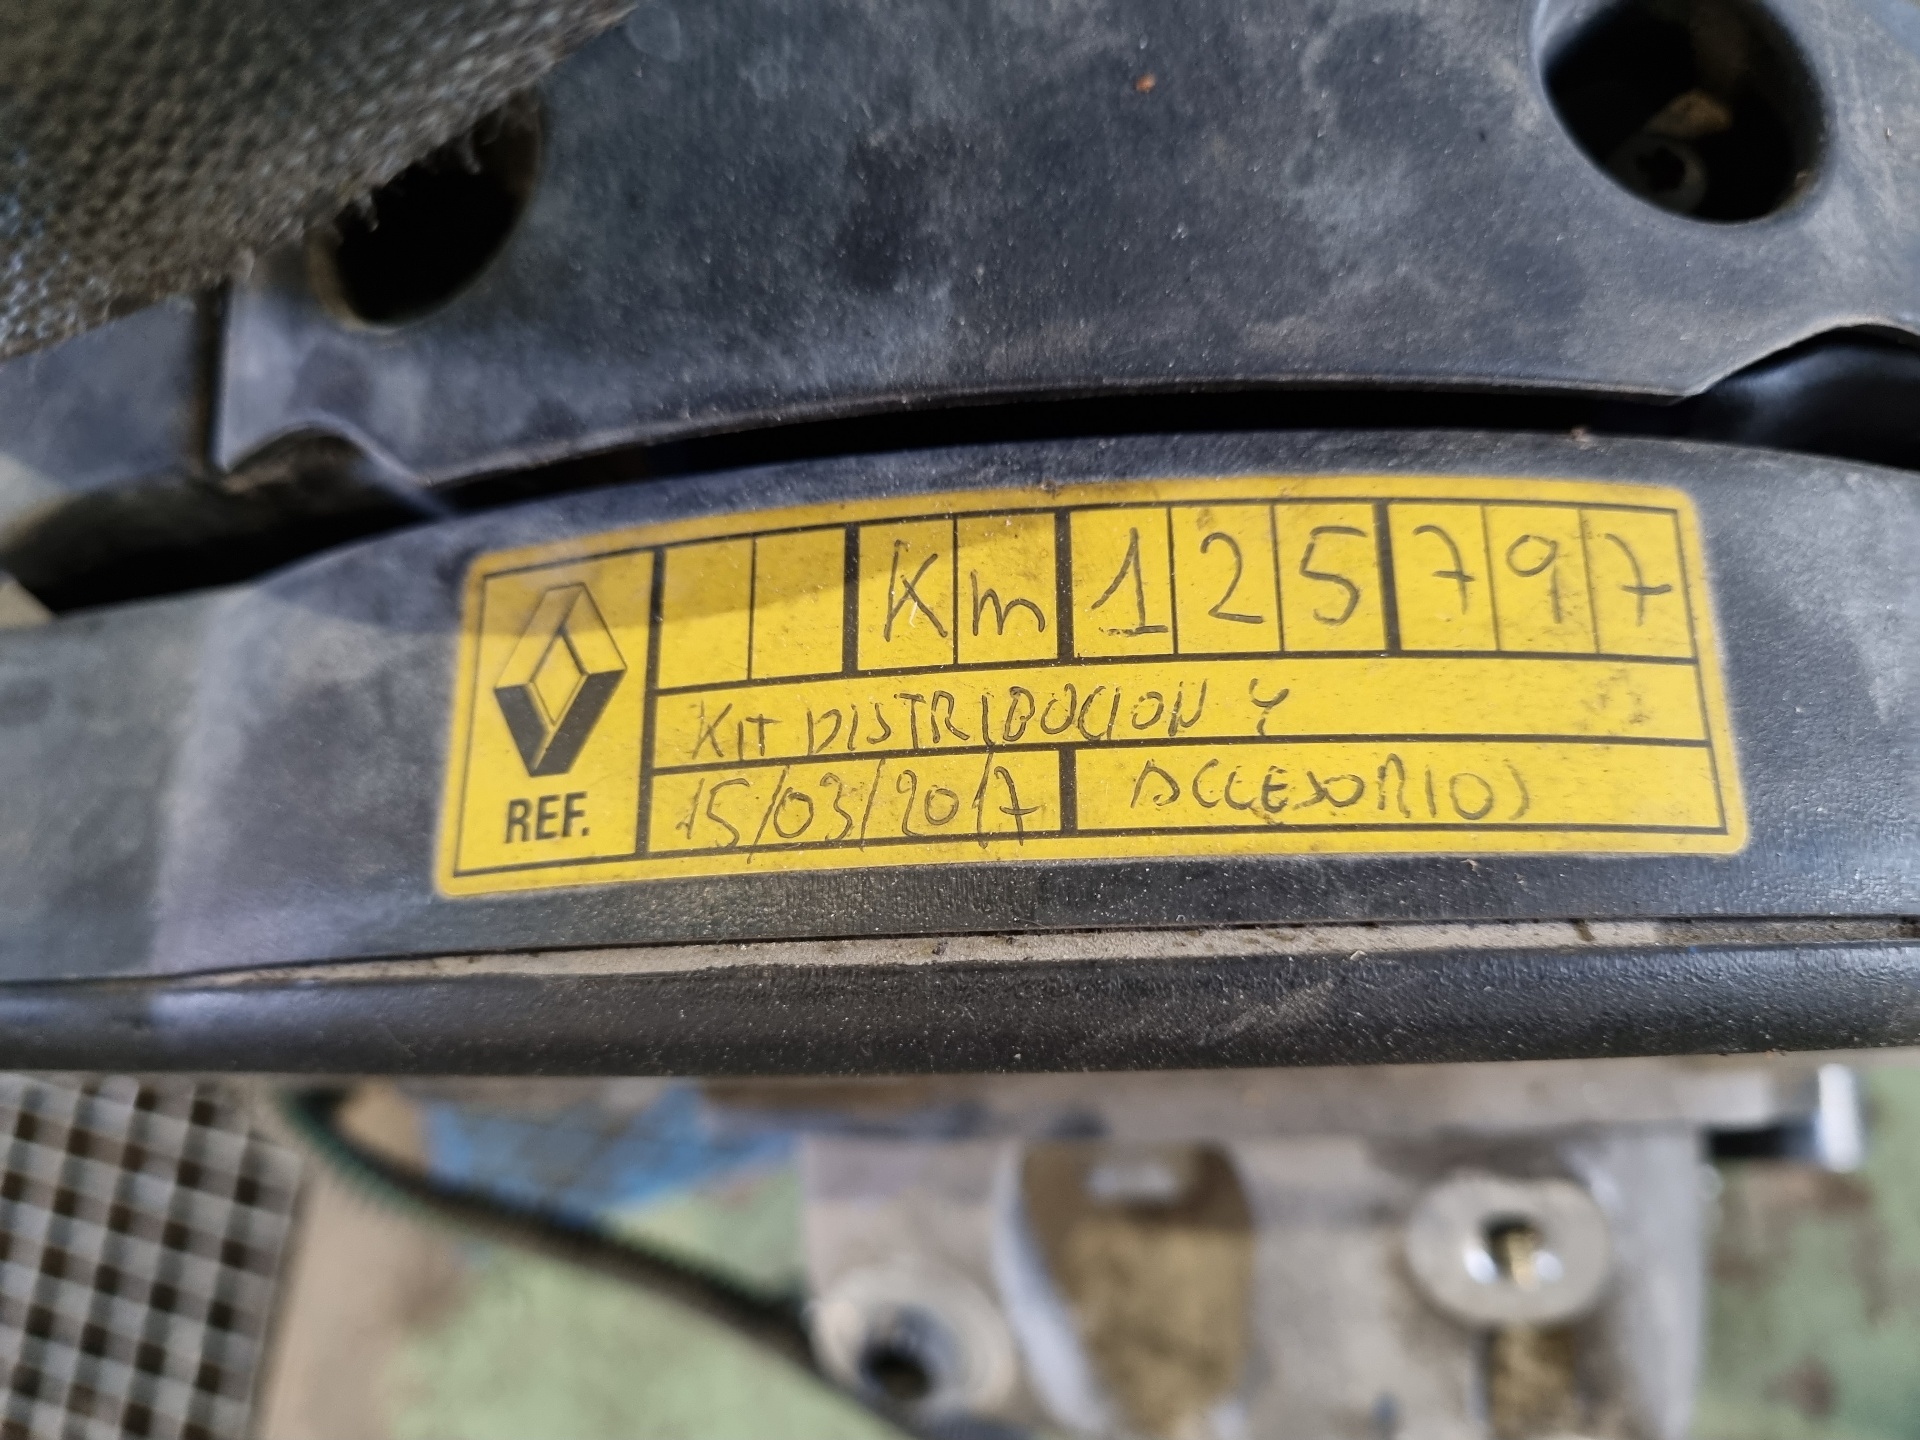 Km 125797
KIT DISTRIBUCION Y
15/03/2017 ACCESORIOS
REF.